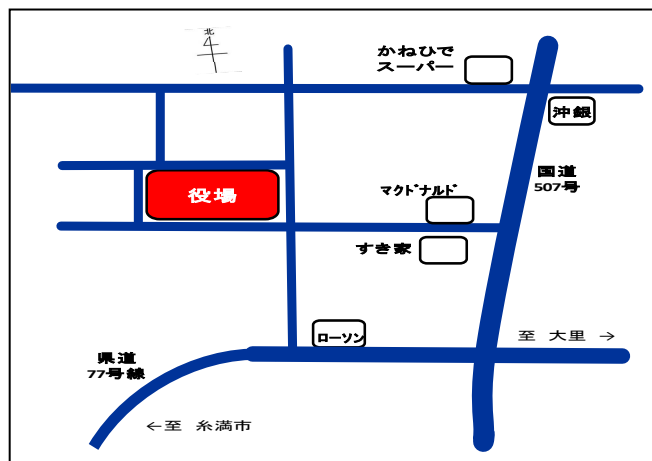 北
かねひで
スーパー
沖銀
国道
507号
役場
マクドナルド
すき家
ローソン
至 大里 →
県道
77号線
←至 糸満市